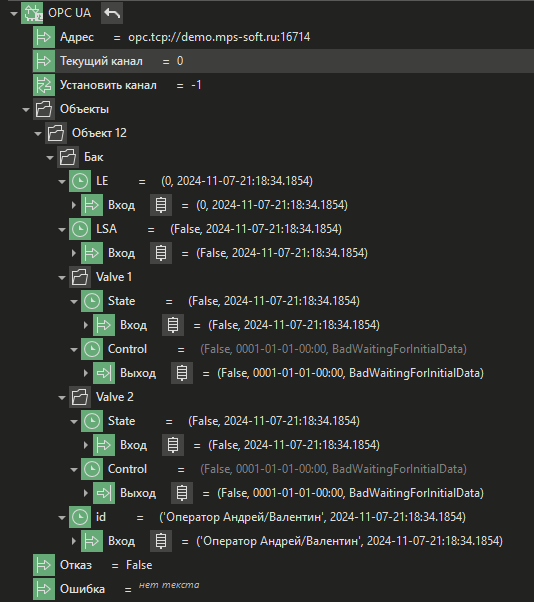 OPC UA
Адрес = opc.tcp://demo.mps-soft.ru:16714
Текущий канал = 0
Установить канал = -1
Объекты
Объект 12
Бак
LE = (0, 2024-11-07-21:18:34.1854)
Вход = (0, 2024-11-07-21:18:34.1854)
LSA = (False, 2024-11-07-21:18:34.1854)
Вход = (False, 2024-11-07-21:18:34.1854)
Valve 1
State = (False, 2024-11-07-21:18:34.1854)
Вход = (False, 2024-11-07-21:18:34.1854)
Control = (False, 0001-01-01-00:00, BadWaitingForInitialData)
Выход = (False, 0001-01-01-00:00, BadWaitingForInitialData)
Valve 2
State = (False, 2024-11-07-21:18:34.1854)
Вход = (False, 2024-11-07-21:18:34.1854)
Control = (False, 0001-01-01-00:00, BadWaitingForInitialData)
Выход = (False, 0001-01-01-00:00, BadWaitingForInitialData)
id = ('Оператор Андрей/Валентин', 2024-11-07-21:18:34.1854)
Вход = ('Оператор Андрей/Валентин', 2024-11-07-21:18:34.1854)
Отказ = False
Ошибка = нет текста